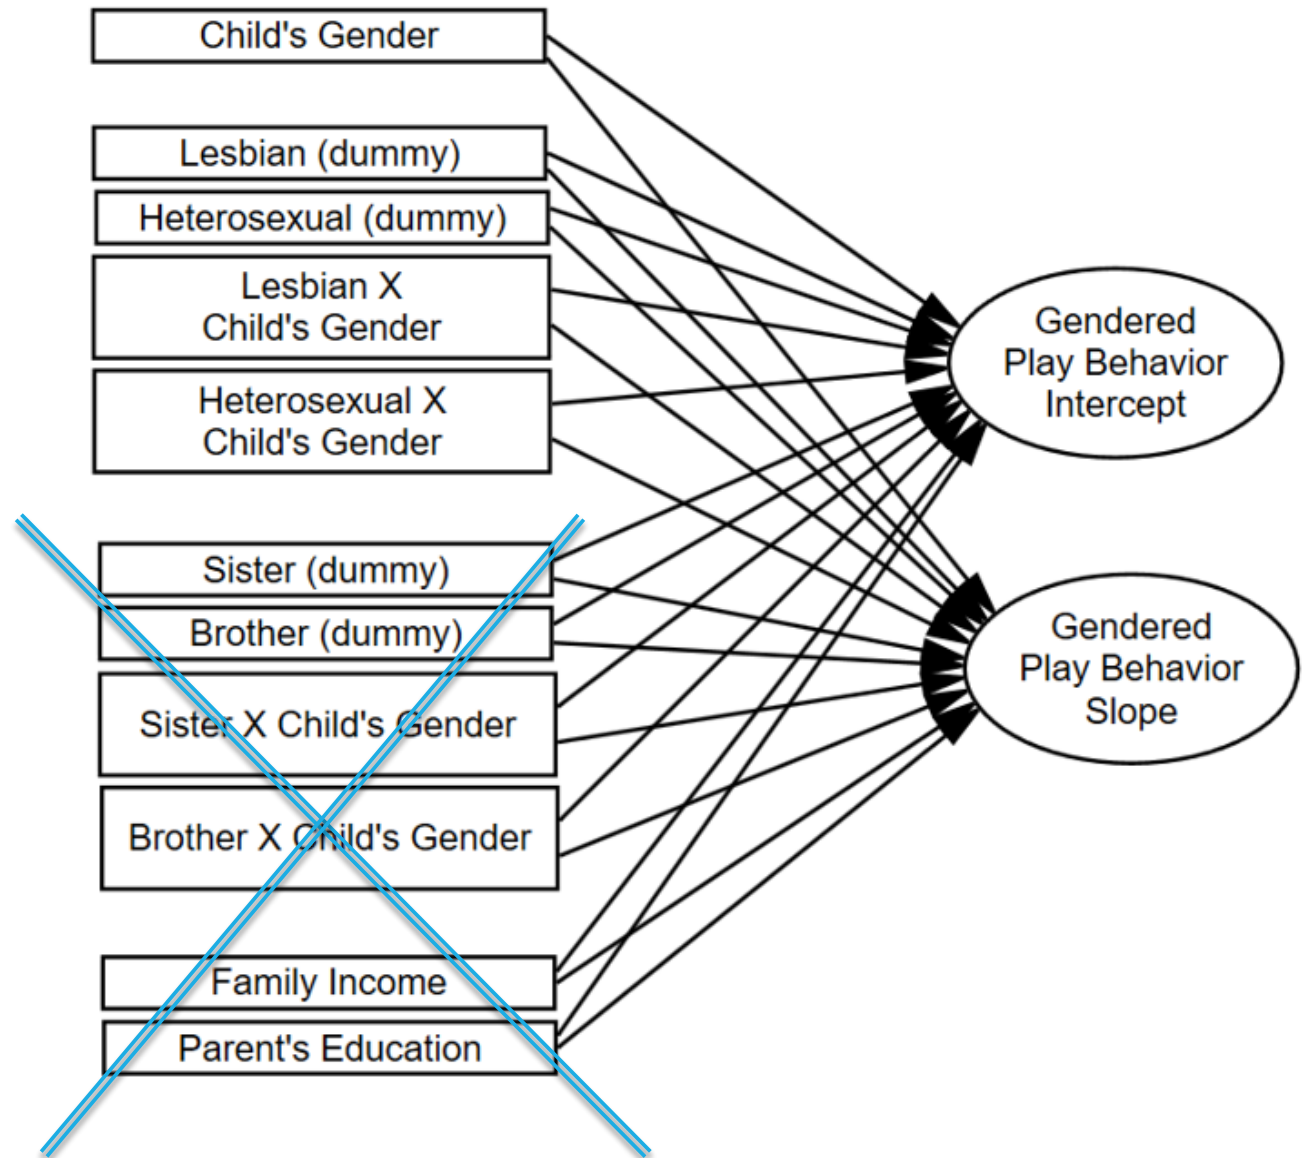 Child's Gender
Lesbian (dummy)
Heterosexual (dummy)
Lesbian X
Child's Gender
Heterosexual X
Child's Gender
Sister (dummy)
Brother (dummy)
Sister X Child's Gender
Brother X Child's Gender
Family Income
Parent's Education
Gendered
Play Behavior
Intercept
Gendered
Play Behavior
Slope